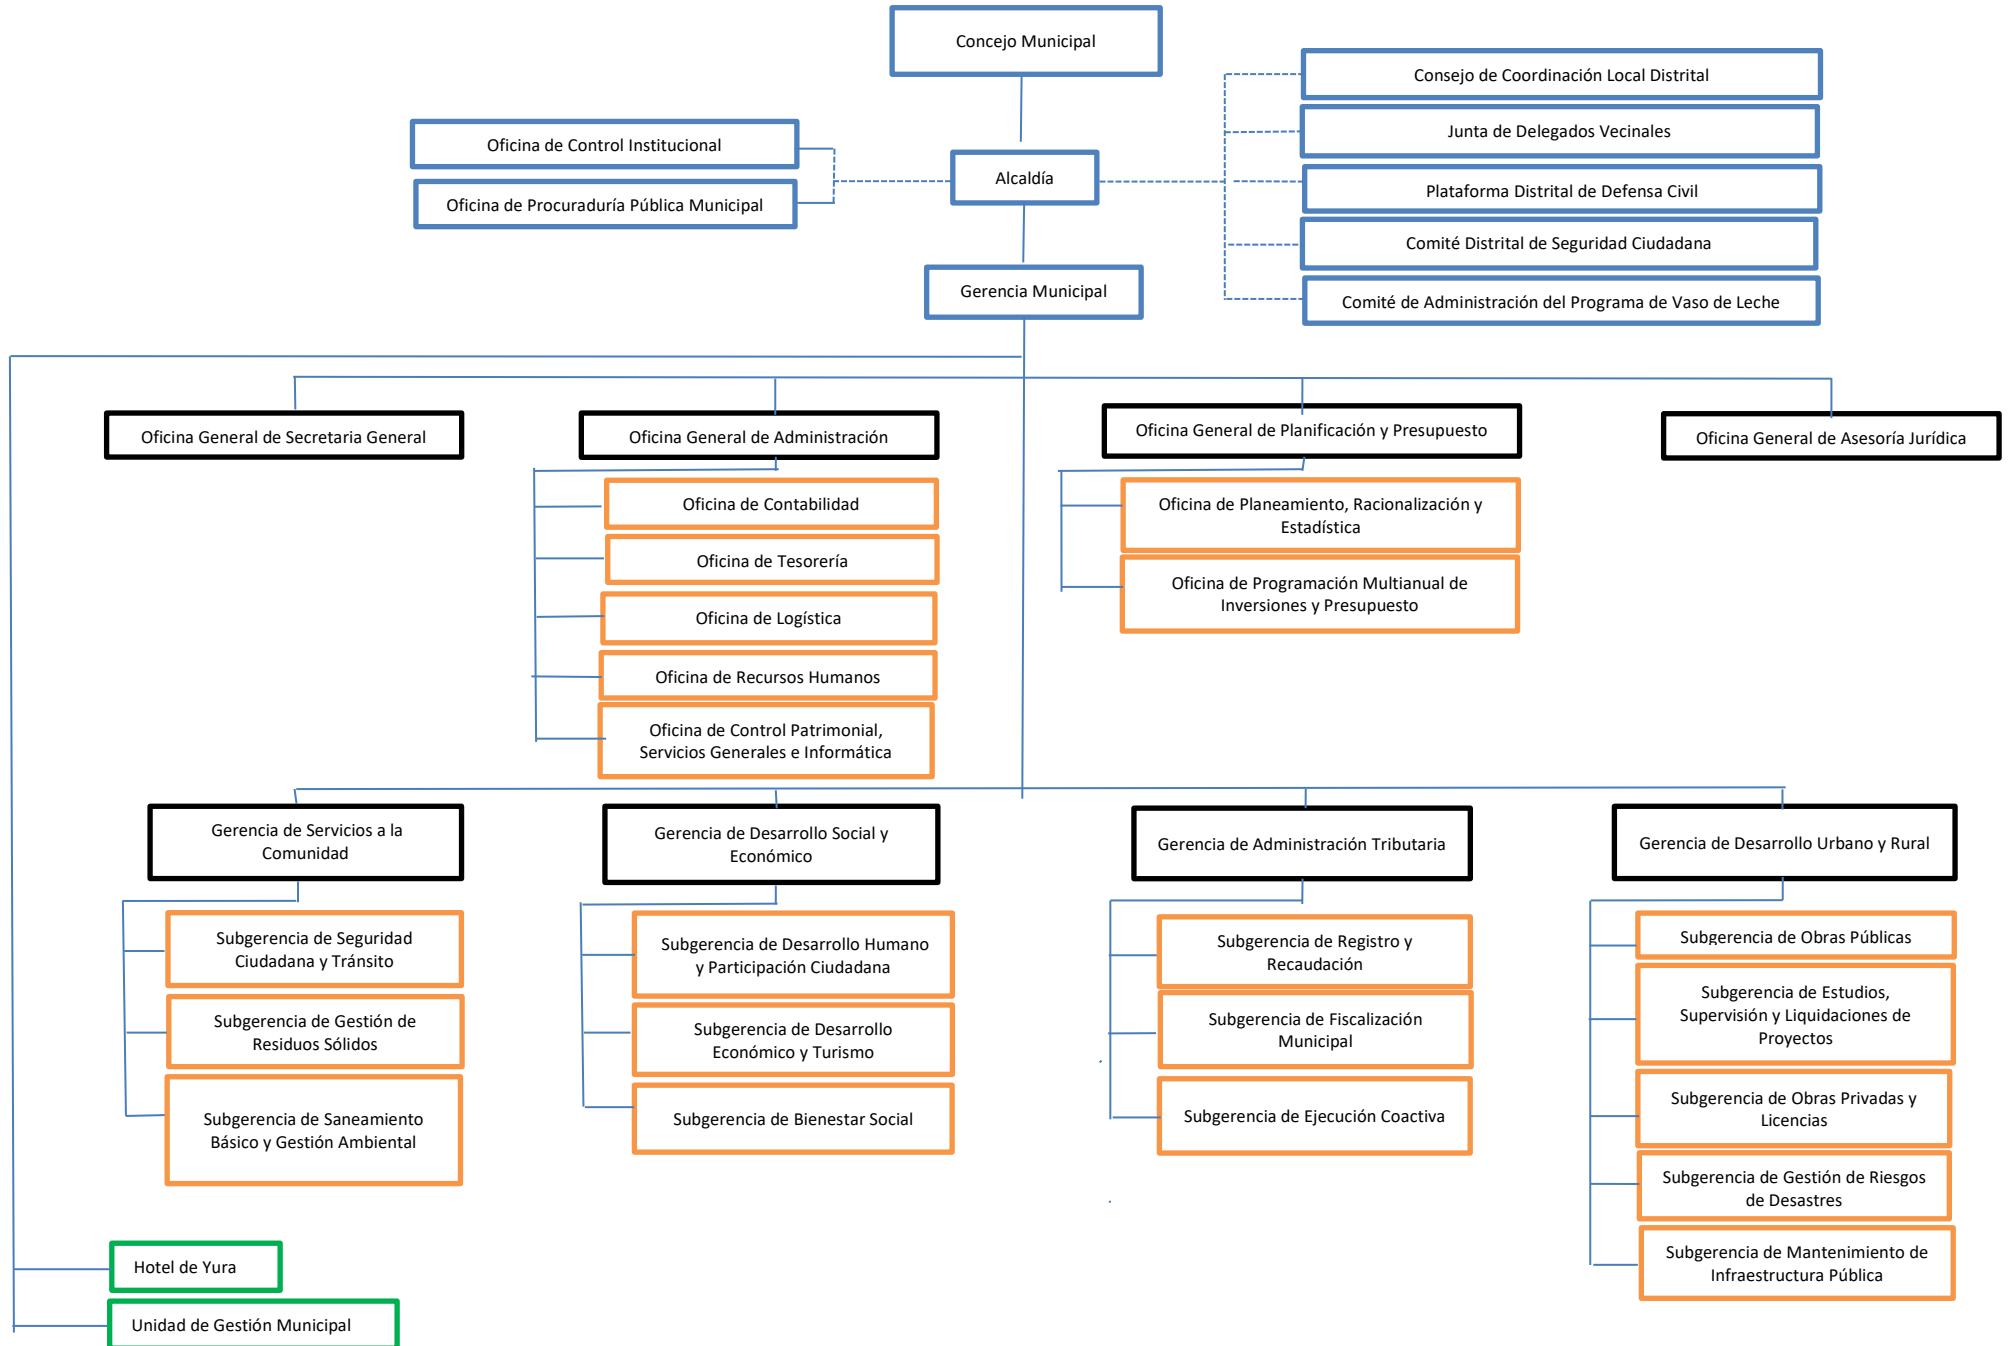 Concejo Municipal
Consejo de Coordinación Local Distrital
Oficina de Control Institucional
Junta de Delegados Vecinales
Alcaldía
Oficina de Procuraduría Pública Municipal
Plataforma Distrital de Defensa Civil
Comité Distrital de Seguridad Ciudadana
Gerencia Municipal
Comité de Administración del Programa de Vaso de Leche
Oficina General de Secretaria General
Oficina General de Administración
Oficina General de Planificación y Presupuesto
Oficina General de Asesoría Jurídica
Oficina de Contabilidad
Oficina de Tesorería
Oficina de Logística
Oficina de Recursos Humanos
Oficina de Control Patrimonial,
Servicios Generales e Informática
Oficina de Planeamiento, Racionalización y
Estadística
Oficina de Programación Multianual de
Inversiones y Presupuesto
Gerencia de Servicios a la
Comunidad
Gerencia de Desarrollo Social y
Económico
Gerencia de Administración Tributaria
Gerencia de Desarrollo Urbano y Rural
Subgerencia de Seguridad
Ciudadana y Tránsito
Subgerencia de Gestión de
Residuos Sólidos
Subgerencia de Saneamiento
Básico y Gestión Ambiental
Subgerencia de Desarrollo Humano
y Participación Ciudadana
Subgerencia de Desarrollo
Económico y Turismo
Subgerencia de Bienestar Social
Subgerencia de Registro y
Recaudación
Subgerencia de Fiscalización
Municipal
Subgerencia de Ejecución Coactiva
Subgerencia de Obras Públicas
Subgerencia de Estudios,
Supervisión y Liquidaciones de
Proyectos
Subgerencia de Obras Privadas y
Licencias
Subgerencia de Gestión de Riesgos
de Desastres
Subgerencia de Mantenimiento de
Infraestructura Pública
Hotel de Yura
Unidad de Gestión Municipal